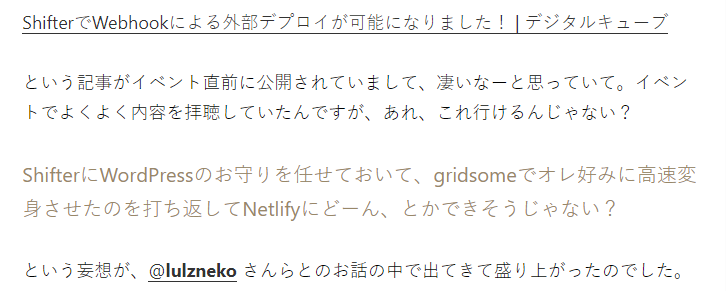 ShifterでWebhookによる外部デプロイが可能になりました！ | デジタルキューブ
という記事がイベント直前に公開されていまして、凄いなーと思っていて。イベン
トでよくよく内容を拝聴していたんですが、あれ、これ行けるんじゃない？
ShifterにWordPressのお守りを任せておいて、gridsomeでオレ好みに高速変
身させたのを打ち返してNetlifyにどーん、とかできそうじゃない？
という妄想が、@lulzneko さんらとのお話の中で出てきて盛り上がったのでした。